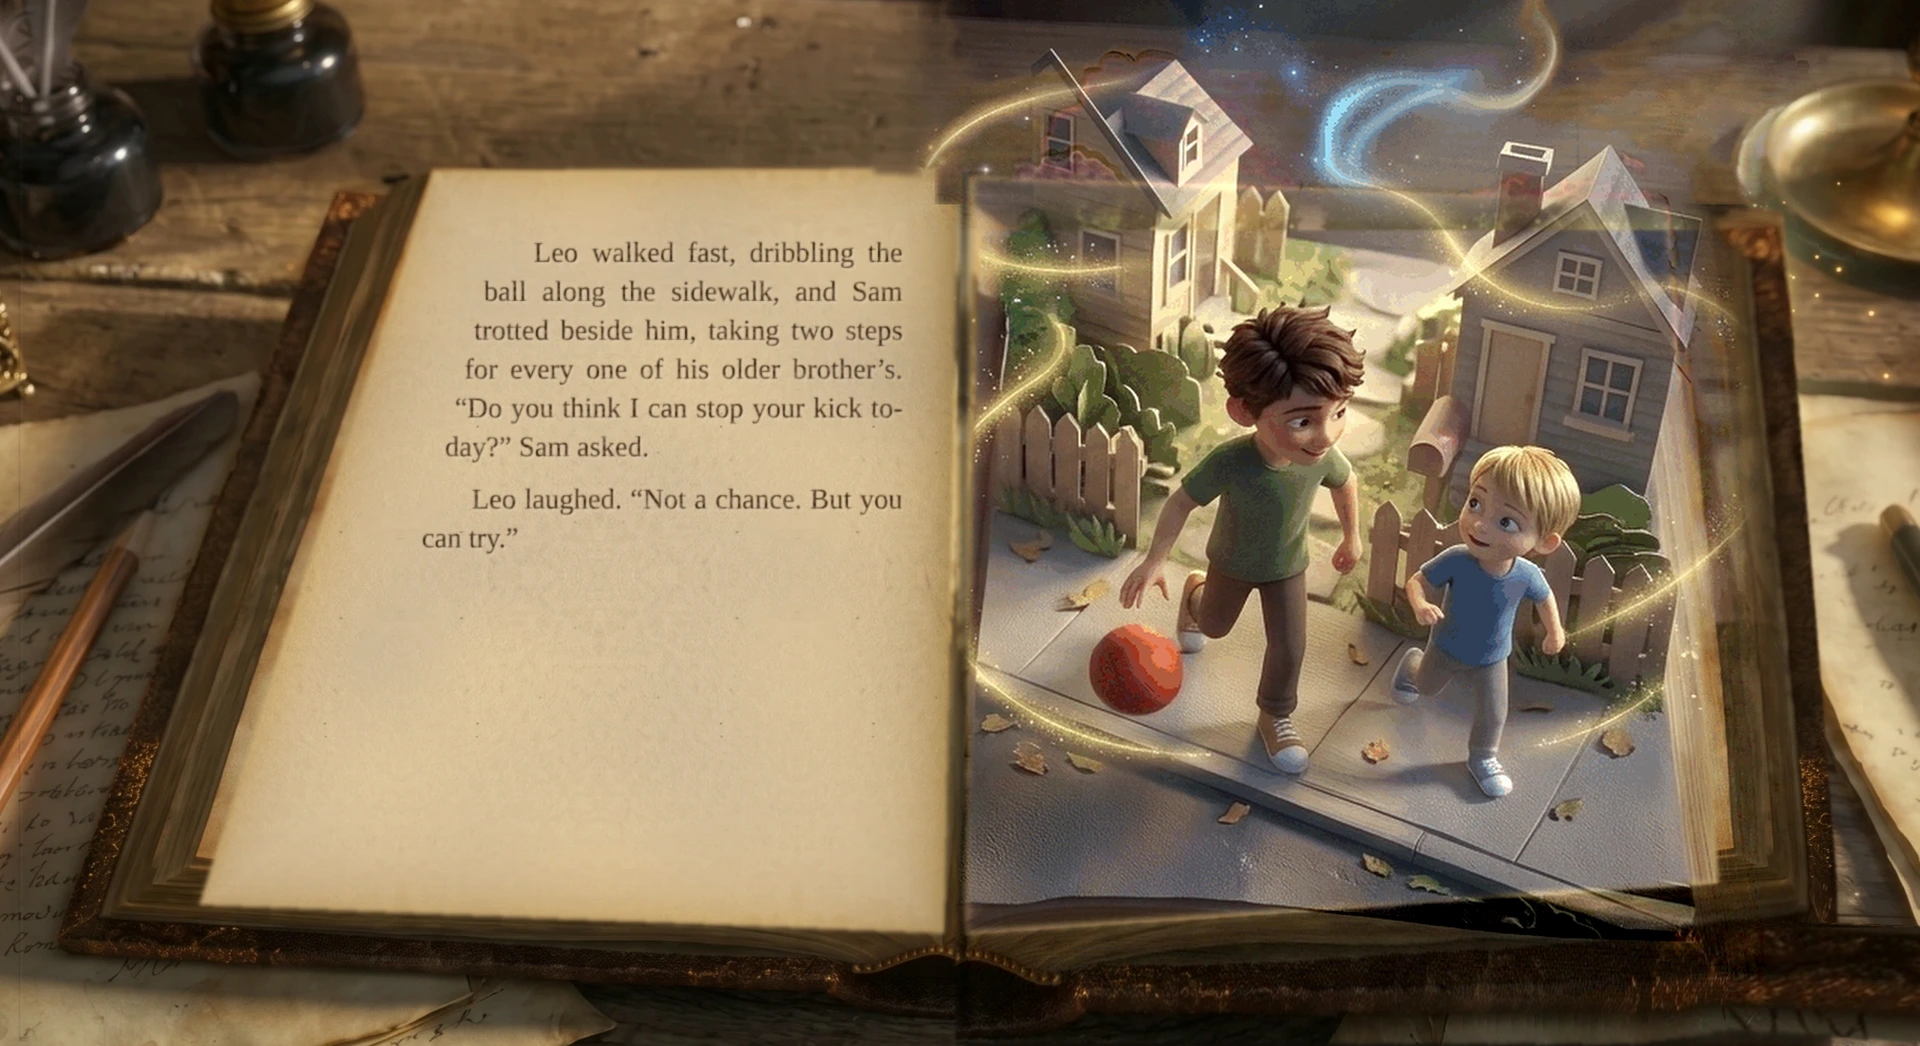 Leo walked fast, dribbling the
ball along the sidewalk, and Sam
trotted beside him, taking two steps
for every one of his older brother’s.
“Do you think I can stop your kick to-
day?” Sam asked.
Leo laughed. “Not a chance. But you
can try.”